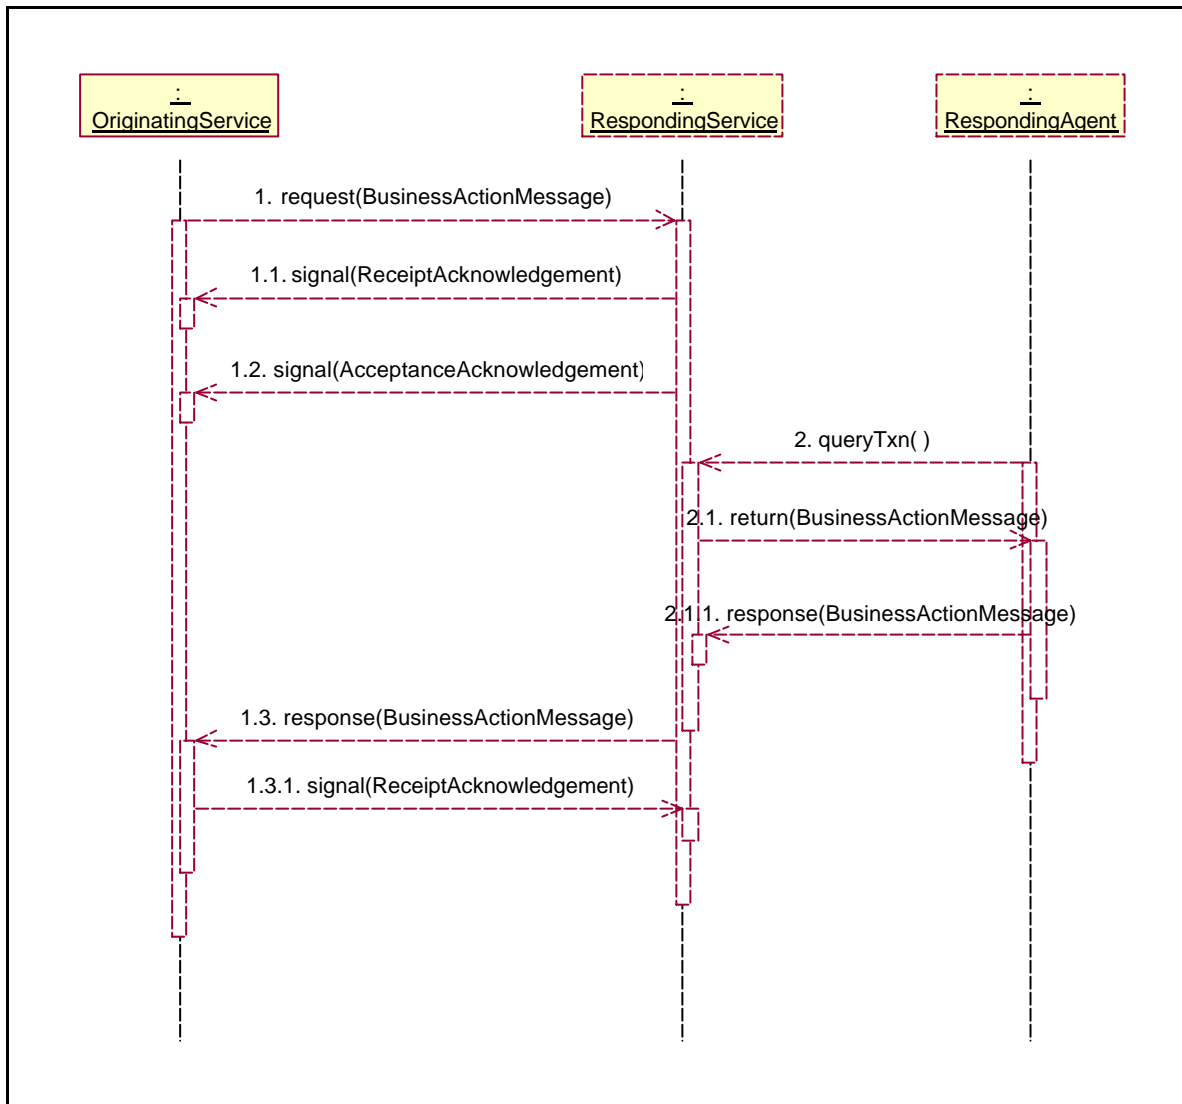 :
OriginatingService
:
RespondingService
:
RespondingAgent
1. request(BusinessActionMessage)
1.1. signal(ReceiptAcknowledgement)
1.2. signal(AcceptanceAcknowledgement)
2. queryTxn( )
2.1. return(BusinessActionMessage)
2.1.1. response(BusinessActionMessage)
1.3. response(BusinessActionMessage)
1.3.1. signal(ReceiptAcknowledgement)